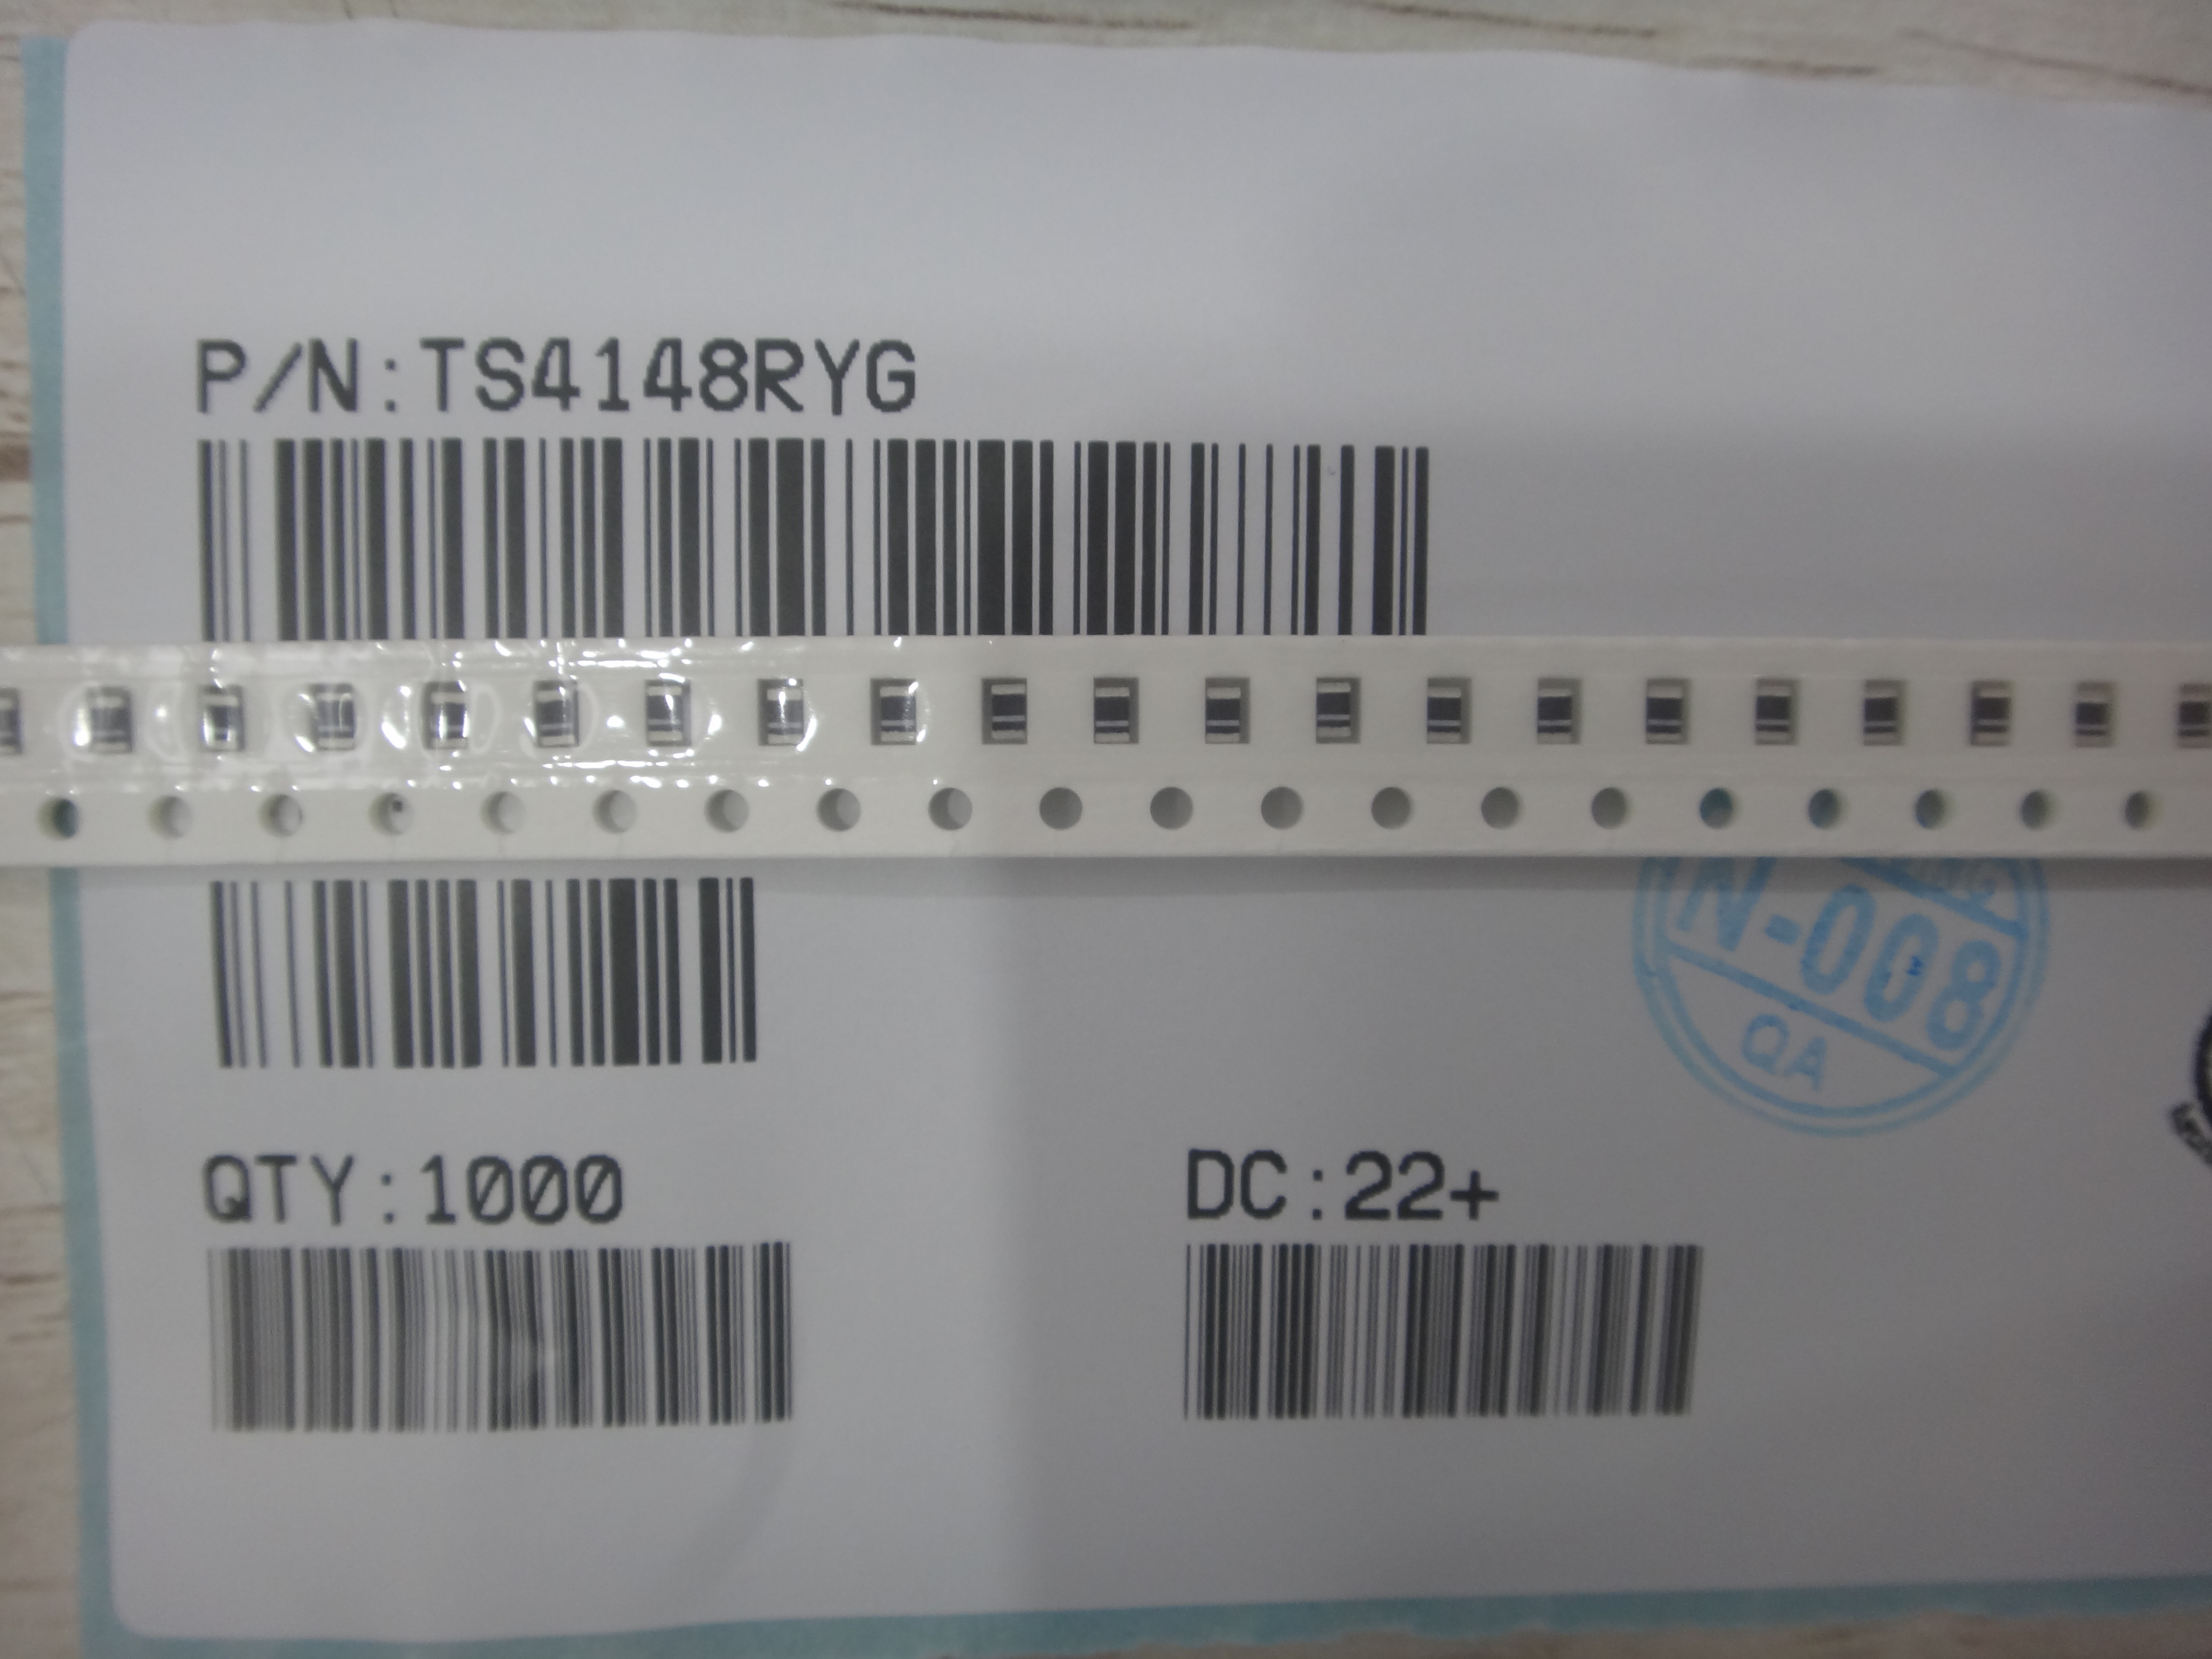 P/N:TS4148RYG
N-008
QA
QTY:1000
DC:22+